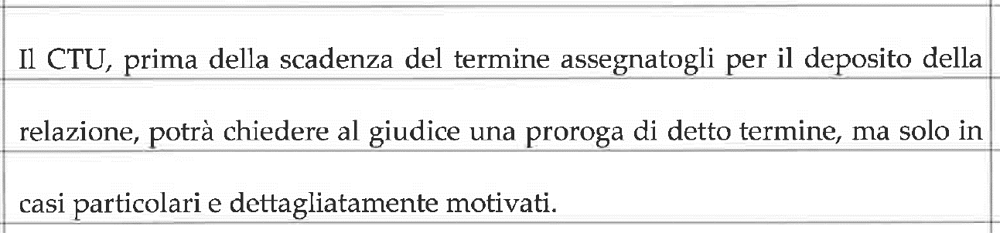 Il CTU, prima della scadenza del termine assegnatogli per il deposito della
relazione, potrà chiedere al giudice una proroga di detto termine, ma solo in
casi particolari e dettagliatamente motivati.